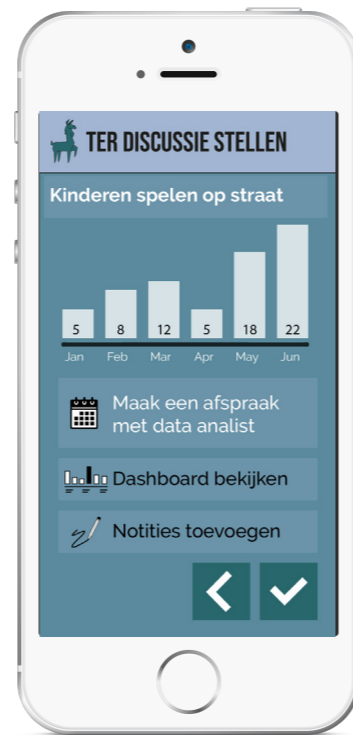 TER DISCUSSIE STELLEN
Kinderen spelen op straat
5 8 12 5 18 22
Jan Feb Mar Apr May Jun
Maak een afspraak
met data analist
Dashboard bekijken
Notities toevoegen